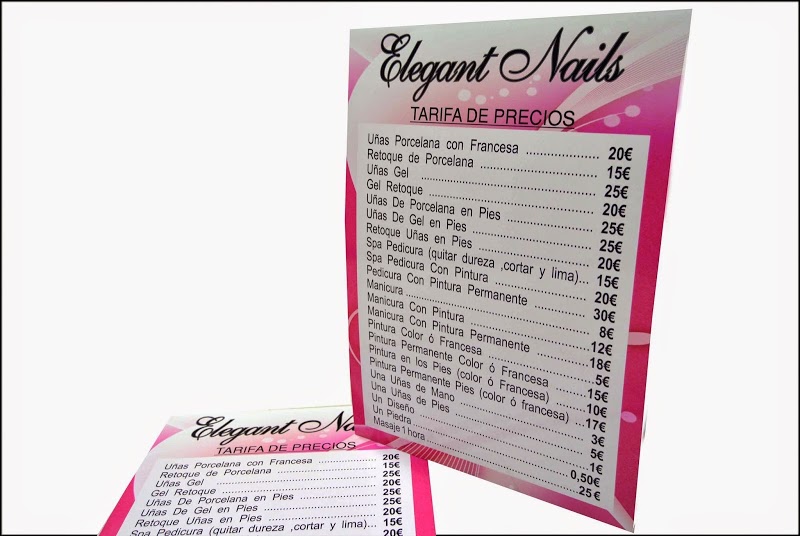 Elegant Nails
TARIFA DE PRECIOS
Uñas Porcelana con Francesa .................. 20€
Retoque de Porcelana .............................. 15€
Uñas Gel ............................................. 25€
Gel Retoque .......................................... 20€
Uñas De Porcelana en Pies ....................... 25€
Uñas De Gel en Pies ............................... 25€
Retoque Uñas en Pies ............................. 20€
Spa Pedicura (quitar dureza ,cortar y lima)... 15€
Spa Pedicura Con Pintura ........................ 20€
Pedicura Con Pintura Permanente .............. 30€
Manicura .............................................. 8€
Manicura Con Pintura .............................12€
Manicura Con Pintura Permanente .............18€
Pintura Color ó Francesa ........................5€
Pintura Permanente Color ó Francesa ........15€
Pintura en los Pies (color ó Francesa) .......10€
Pintura Permanente Pies (color ó francesa) ...17€
Una Uñas de Mano ................................3€
Una Uñas de Pies .................................5€
Un Diseño ...........................................1€
Un Piedra ...........................................0,50€
Masaje 1 hora ......................................25€
Elegant Na
TARIFA DE PRECIOS
Uñas Porcelana con Francesa .................. 20€
Retoque de Porcelana .............................. 15€
Uñas Gel ............................................. 25€
Gel Retoque .......................................... 20€
Uñas De Porcelana en Pies ....................... 25€
Uñas De Gel en Pies ............................... 25€
Retoque Uñas en Pies ............................. 20€
Spa Pedicura (quitar dureza ,cortar y lima)... 15€
20€